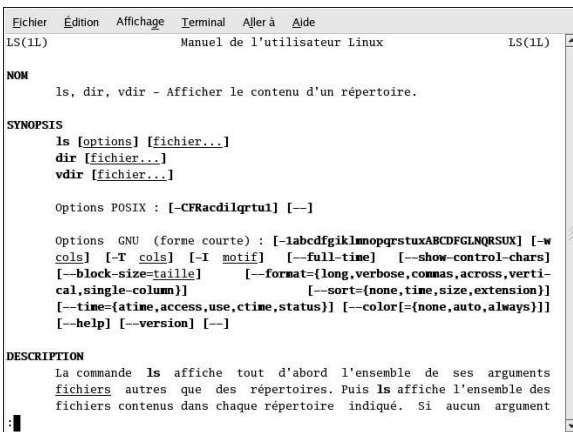 Fichier Édition Affichage Terminal Aller à Aide
LS(1L) Manuel de l'utilisateur Linux LS(1L)
NOM
ls, dir, vdir - Afficher le contenu d'un répertoire.
SYNOPSIS
ls [options] [fichier...]
dir [fichier...]
vdir [fichier...]
Options POSIX : [-CFRacdilqrtu1] [--]
Options GNU (forme courte) : [-1abcdfgiklmnopqrstuxABCDFGLNQRSUX] [-w
cols] [-T cols] [-I motif] [--full-time] [--show-control-chars]
[--block-size=taille] [--format={long,verbose,commas,across,verti-
cal,single-column}] [--sort={none,time,size,extension}]
[--time={atime,access,use,ctime,status}] [--color[={none,auto,always}]]
[--help] [--version] [--]
DESCRIPTION
La commande ls affiche tout d'abord l'ensemble de ses arguments
fichiers autres que des répertoires. Puis ls affiche l'ensemble des
fichiers contenus dans chaque répertoire indiqué. Si aucun argument
: